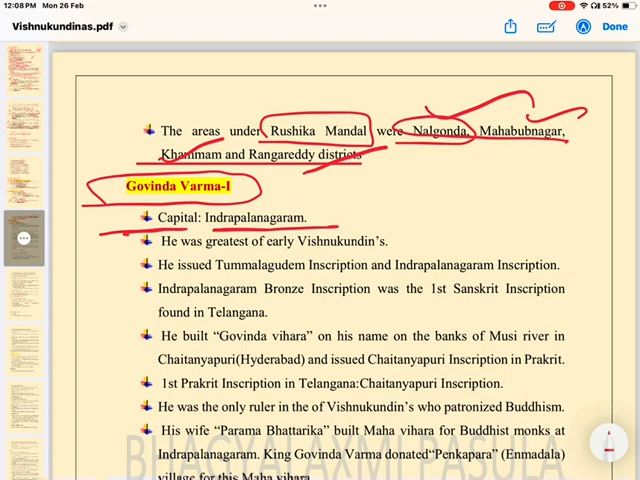 12:08 PM Mon 26 Feb
52%
Vishnukundinas.pdf
Done
The areas under Rushika Mandal were Nalgonda, Mahabubnagar,
Khammam and Rangareddy districts
Govinda Varma-I
Capital: Indrapalanagaram.
He was greatest of early Vishnukundin’s.
He issued Tummalagudem Inscription and Indrapalanagaram Inscription.
Indrapalanagaram Bronze Inscription was the 1st Sanskrit Inscription
found in Telangana.
He built “Govinda vihara” on his name on the banks of Musi river in
Chaitanyapuri(Hyderabad) and issued Chaitanyapuri Inscription in Prakrit.
1st Prakrit Inscription in Telangana:Chaitanyapuri Inscription.
He was the only ruler in the of Vishnukundin’s who patronized Buddhism.
His wife “Parama Bhattarika” built Maha vihara for Buddhist monks at
Indrapalanagaram. King Govinda Varma donated “Penkapara” (Enmadala)
village for this Maha vihara.
BHAGYALAXMI PASULA